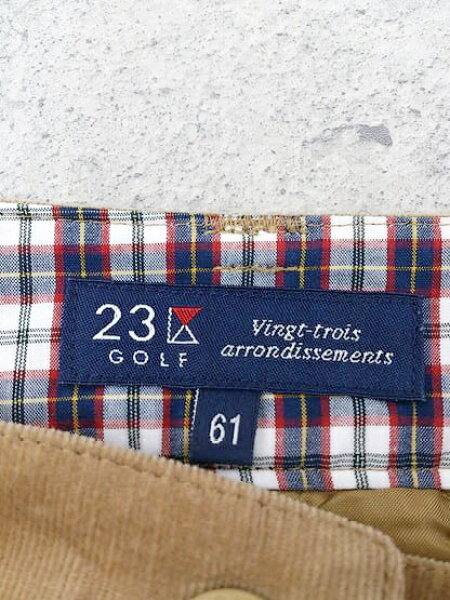 23
GOLF
Vingt-trois
arrondissements
61